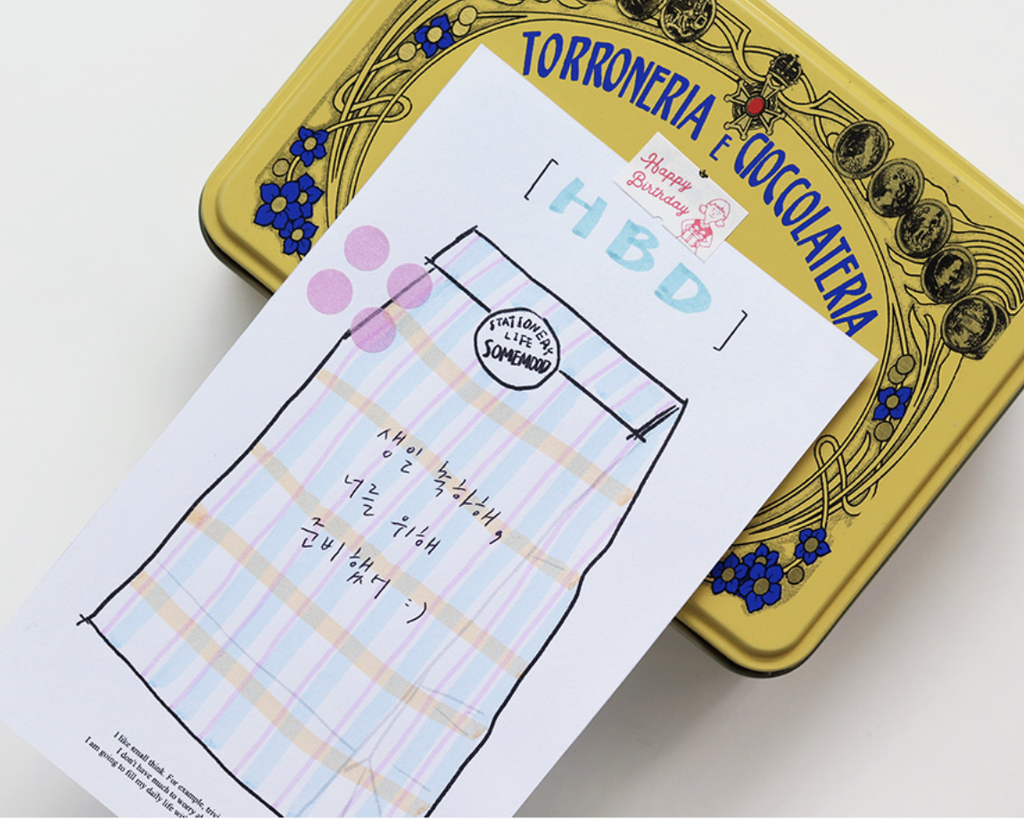 TORRONERIA E CIOCCOLATERIA
Happy
Birthday
[ HBD ]
STATIONERY
LIFE
SOMEMOOD
생일 축하해,
너를 위해
준비했어 :)
I like small think. For example,
I don't have much to worry
I am going to fill my daily life